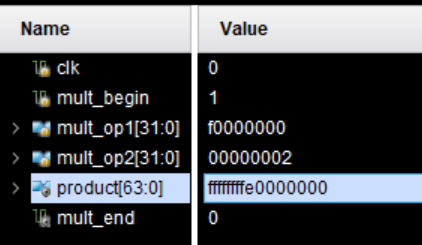 Name Value
clk 0
mult_begin 1
mult_op1[31:0] f0000000
mult_op2[31:0] 00000002
product[63:0] ffffffffe0000000
mult_end 0